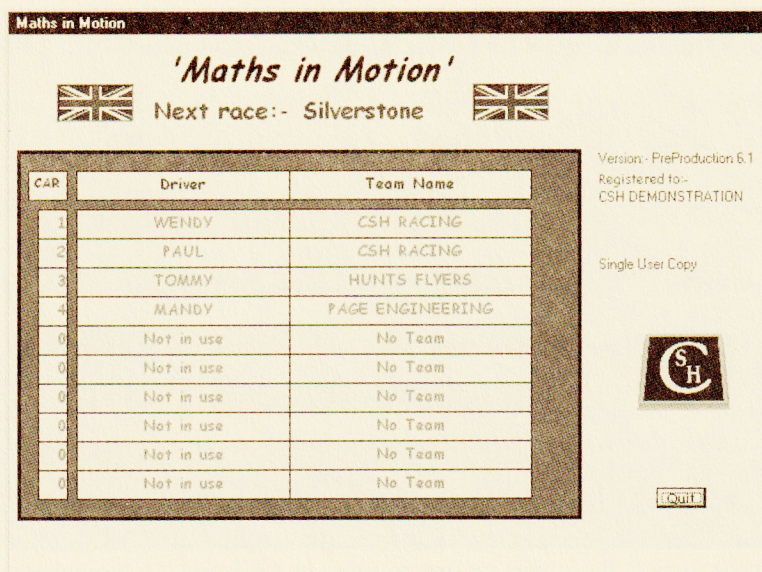 Maths in Motion
'Maths in Motion'
Next race:- Silverstone
Version:- PreProduction 6.1
Registered to:-
CSH DEMONSTRATION
Single User Copy
CAR Driver Team Name
1 WENDY CSH RACING
2 PAUL CSH RACING
3 TOMMY HUNTS FLYERS
4 MANDY PAGE ENGINEERING
0 Not in use No Team
0 Not in use No Team
0 Not in use No Team
0 Not in use No Team
0 Not in use No Team
0 Not in use No Team
CSH
Quit